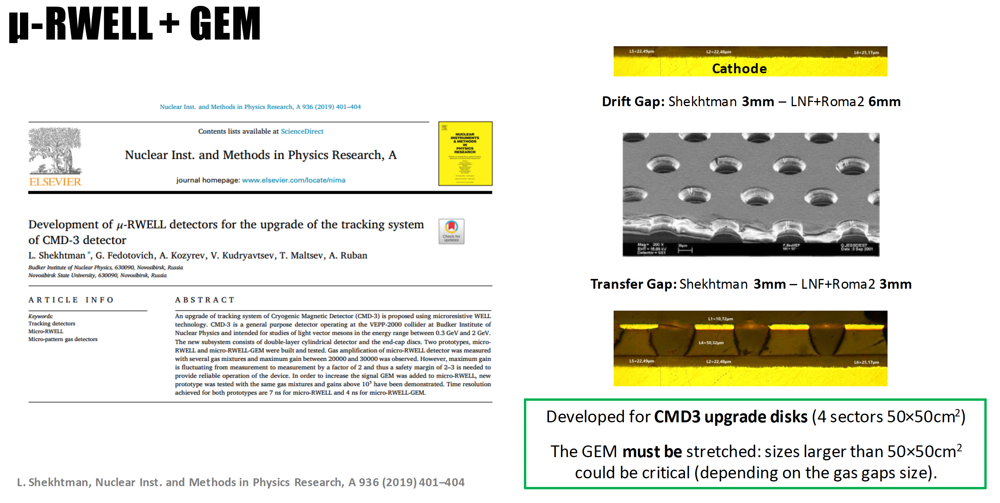 µ-RWELL + GEM
Nuclear Inst. and Methods in Physics Research, A 936 (2019) 401–404
Contents lists available at ScienceDirect
Nuclear Inst. and Methods in Physics Research, A
journal homepage: www.elsevier.com/locate/nima
ELSEVIER
NUCLEAR
INSTRUMENTS
& METHODS
IN
PHYSICS
RESEARCH
Development of μ-RWELL detectors for the upgrade of the tracking system
of CMD-3 detector
Check for
updates
L. Shekhtman *, G. Fedotovich, A. Kozyrev, V. Kudryavtsev, T. Maltsev, A. Ruban
Budker Institute of Nuclear Physics, 630090, Novosibirsk, Russia
Novosibirsk State University, 630090, Novosibirsk, Russia
ARTICLE INFO
Keywords:
Tracking detectors
Micro-RWELL
Micro-pattern gas detectors
ABSTRACT
An upgrade of tracking system of Cryogenic Magnetic Detector (CMD-3) is proposed using microresistive WELL
technology. CMD-3 is a general purpose detector operating at the VEPP-2000 collider at Budker Institute of
Nuclear Physics and intended for studies of light vector mesons in the energy range between 0.3 GeV and 2 GeV.
The new subsystem consists of double-layer cylindrical detector and the end-cap discs. Two prototypes, micro-
RWELL and micro-RWELL-GEM were built and tested. Gas amplification of micro-RWELL detector was measured
with several gas mixtures and maximum gain between 20000 and 30000 was observed. However, maximum gain
is fluctuating from measurement to measurement by a factor of 2 and thus a safety margin of 2–3 is needed to
provide reliable operation of the device. In order to increase the signal GEM was added to micro-RWELL, new
prototype was tested with the same gas mixtures and gains above 10⁵ have been demonstrated. Time resolution
achieved for both prototypes are 7 ns for micro-RWELL and 4 ns for micro-RWELL-GEM.
L. Shekhtman, Nuclear Inst. and Methods in Physics Research, A 936 (2019) 401–404
L5=22,49µm L2=22,48µm L6=25,17µm
Cathode
Drift Gap: Shekhtman 3mm – LNF+Roma2 6mm
Mag= 200 X 30µm
EHT = 15.00 kV
Detector = SE1
Date :3 Sep 2001
Transfer Gap: Shekhtman 3mm – LNF+Roma2 3mm
L1=10,72µm
L4=50,32µm
L5=22,49µm L2=22,48µm L6=25,17µm
Developed for CMD3 upgrade disks (4 sectors 50×50cm²)
The GEM must be stretched: sizes larger than 50×50cm²
could be critical (depending on the gas gaps size).